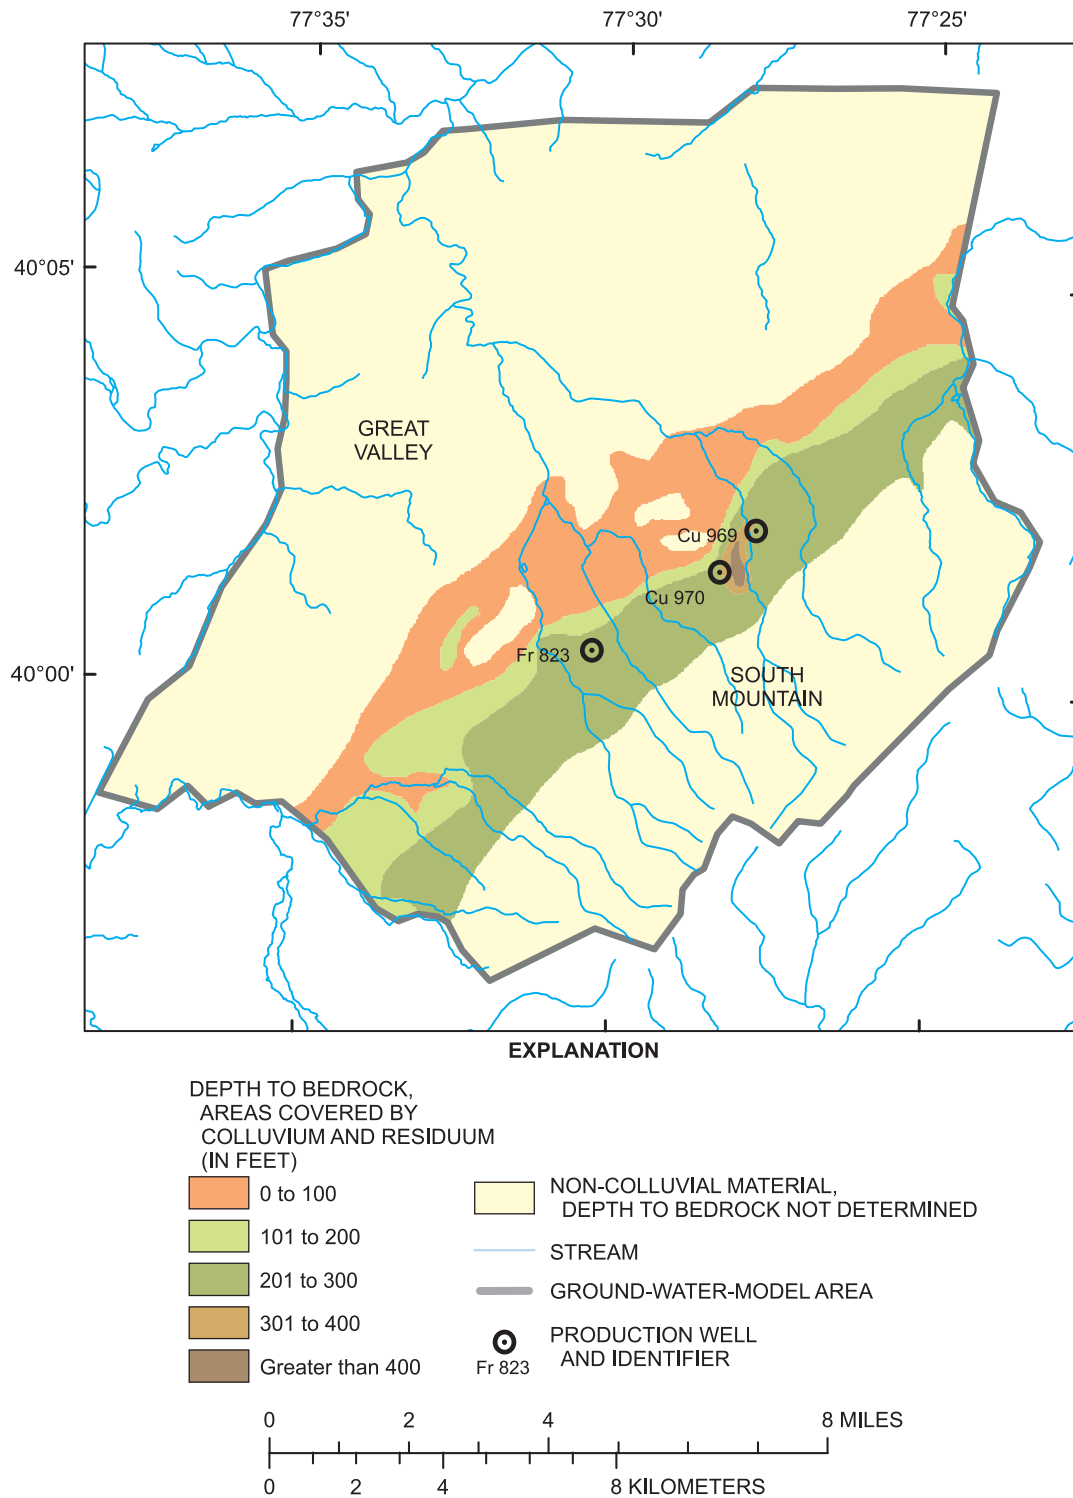 77°35'
77°30'
77°25'
40°05'
GREAT
VALLEY
Cu 969
Cu 970
Fr 823
40°00'
SOUTH
MOUNTAIN
EXPLANATION
DEPTH TO BEDROCK,
AREAS COVERED BY
COLLUVIUM AND RESIDUUM
(IN FEET)
0 to 100
101 to 200
201 to 300
301 to 400
Greater than 400
NON-COLLUVIAL MATERIAL,
DEPTH TO BEDROCK NOT DETERMINED
STREAM
GROUND-WATER-MODEL AREA
PRODUCTION WELL
AND IDENTIFIER
Fr 823
0 2 4 8 MILES
0 2 4 8 KILOMETERS